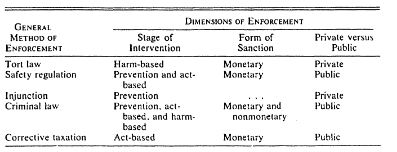 DIMENSIONS OF ENFORCEMENT
GENERAL METHOD OF ENFORCEMENT Stage of Intervention Form of Sanction Private versus Public
Tort law Harm-based Monetary Private
Safety regulation Prevention and act-based Monetary Public
Injunction Prevention ... Private
Criminal law Prevention, act-based, and harm-based Monetary and nonmonetary Public
Corrective taxation Act-based Monetary Public